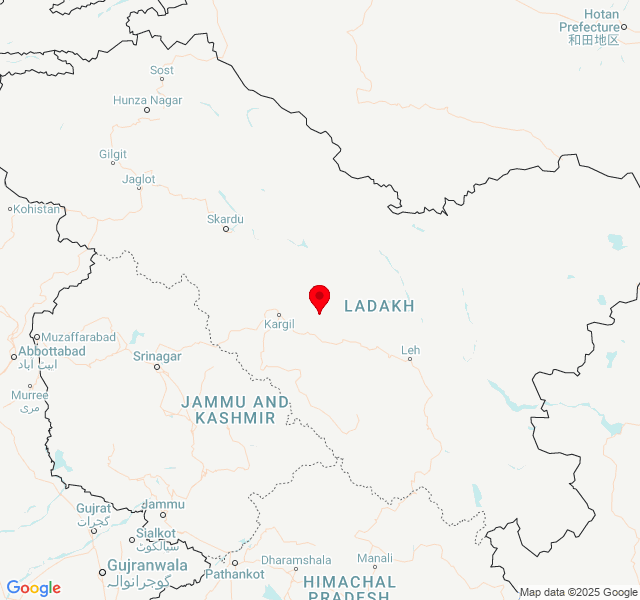 Hotan
Prefecture
和田地区
Sost
Hunza Nagar
Gilgit
Jaglot
Kohistan
Skardu
LADAKH
Kargil
Muzaffarabad
Abbottabad
ایبٹ آباد
Srinagar
Leh
Murree
مری
JAMMU AND
KASHMIR
Gujrat
گجرات
Jammu
Sialkot
سیالکوٹ
Gujranwala
گوجرانوالہ
Pathankot
Dharamshala
Manali
HIMACHAL
PRADESH
Google
Map data ©2025 Google